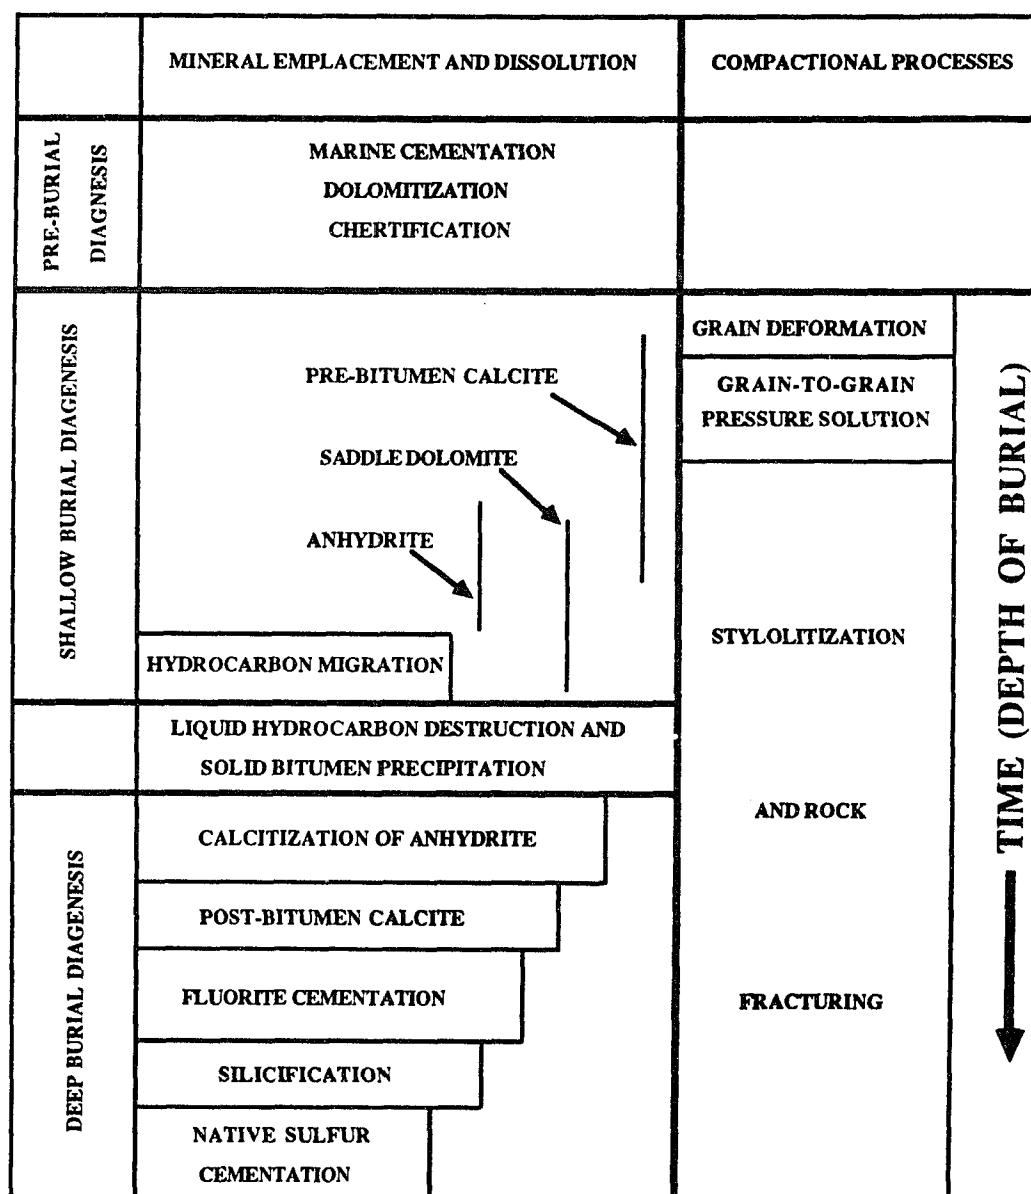 MINERAL EMPLACEMENT AND DISSOLUTION
COMPACTIONAL PROCESSES
PRE-BURIAL
DIAGNESIS
MARINE CEMENTATION
DOLOMITIZATION
CHERTIFICATION
SHALLOW BURIAL DIAGENESIS
PRE-BITUMEN CALCITE
SADDLE DOLOMITE
ANHYDRITE
HYDROCARBON MIGRATION
LIQUID HYDROCARBON DESTRUCTION AND
SOLID BITUMEN PRECIPITATION
DEEP BURIAL DIAGENESIS
CALCITIZATION OF ANHYDRITE
POST-BITUMEN CALCITE
FLUORITE CEMENTATION
SILICIFICATION
NATIVE SULFUR
CEMENTATION
GRAIN DEFORMATION
GRAIN-TO-GRAIN
PRESSURE SOLUTION
STYLOLITIZATION
AND ROCK
FRACTURING
TIME (DEPTH OF BURIAL)